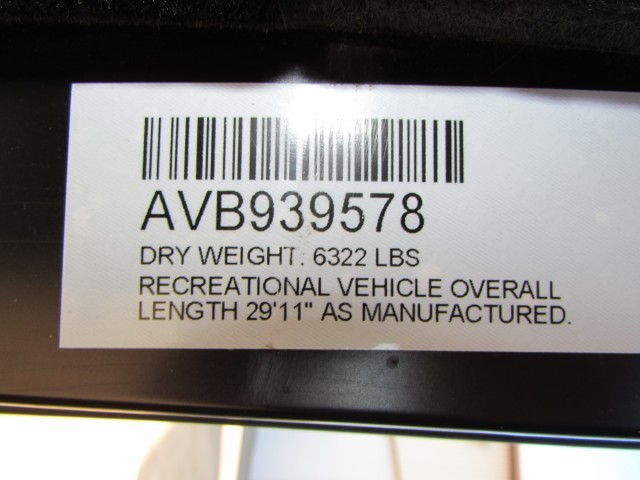 AVB939578
DRY WEIGHT: 6322 LBS
RECREATIONAL VEHICLE OVERALL
LENGTH 29'11" AS MANUFACTURED.